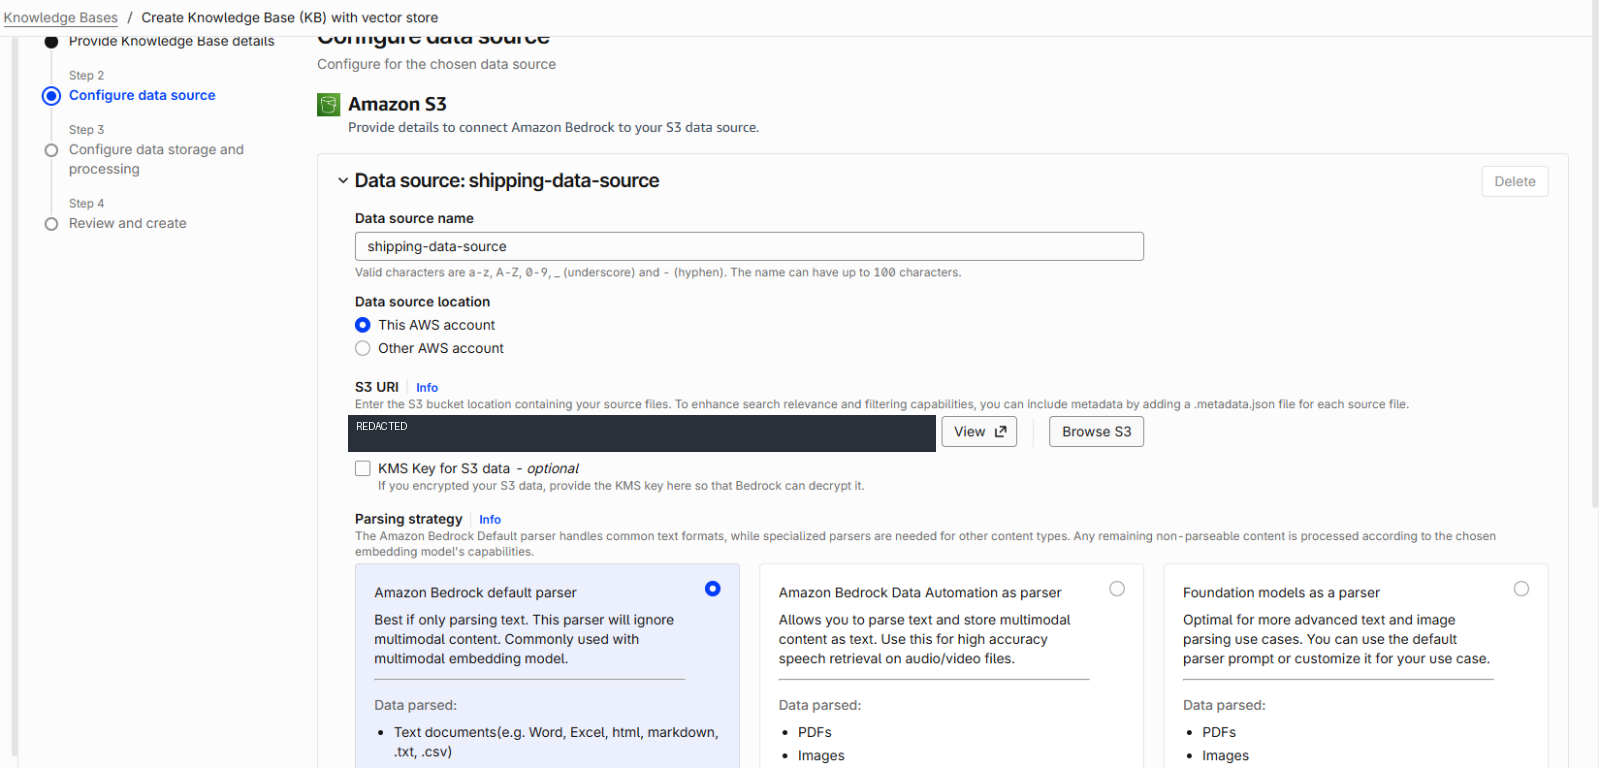 Knowledge Bases / Create Knowledge Base (KB) with vector store
Provide Knowledge Base details
Step 2
Configure data source
Step 3
Configure data storage and
processing
Step 4
Review and create
Configure data source
Configure for the chosen data source
Amazon S3
Provide details to connect Amazon Bedrock to your S3 data source.
Data source: shipping-data-source
Delete
Data source name
shipping-data-source
Valid characters are a-z, A-Z, 0-9, _ (underscore) and - (hyphen). The name can have up to 100 characters.
Data source location
This AWS account
Other AWS account
S3 URI Info
Enter the S3 bucket location containing your source files. To enhance search relevance and filtering capabilities, you can include metadata by adding a .metadata.json file for each source file.
REDACTED
View
Browse S3
KMS Key for S3 data - optional
If you encrypted your S3 data, provide the KMS key here so that Bedrock can decrypt it.
Parsing strategy Info
The Amazon Bedrock Default parser handles common text formats, while specialized parsers are needed for other content types. Any remaining non-parseable content is processed according to the chosen
embedding model's capabilities.
Amazon Bedrock default parser
Best if only parsing text. This parser will ignore
multimodal content. Commonly used with
multimodal embedding model.
Data parsed:
• Text documents(e.g. Word, Excel, html, markdown,
.txt, .csv)
Amazon Bedrock Data Automation as parser
Allows you to parse text and store multimodal
content as text. Use this for high accuracy
speech retrieval on audio/video files.
Data parsed:
• PDFs
• Images
Foundation models as a parser
Optimal for more advanced text and image
parsing use cases. You can use the default
parser prompt or customize it for your use case.
Data parsed:
• PDFs
• Images